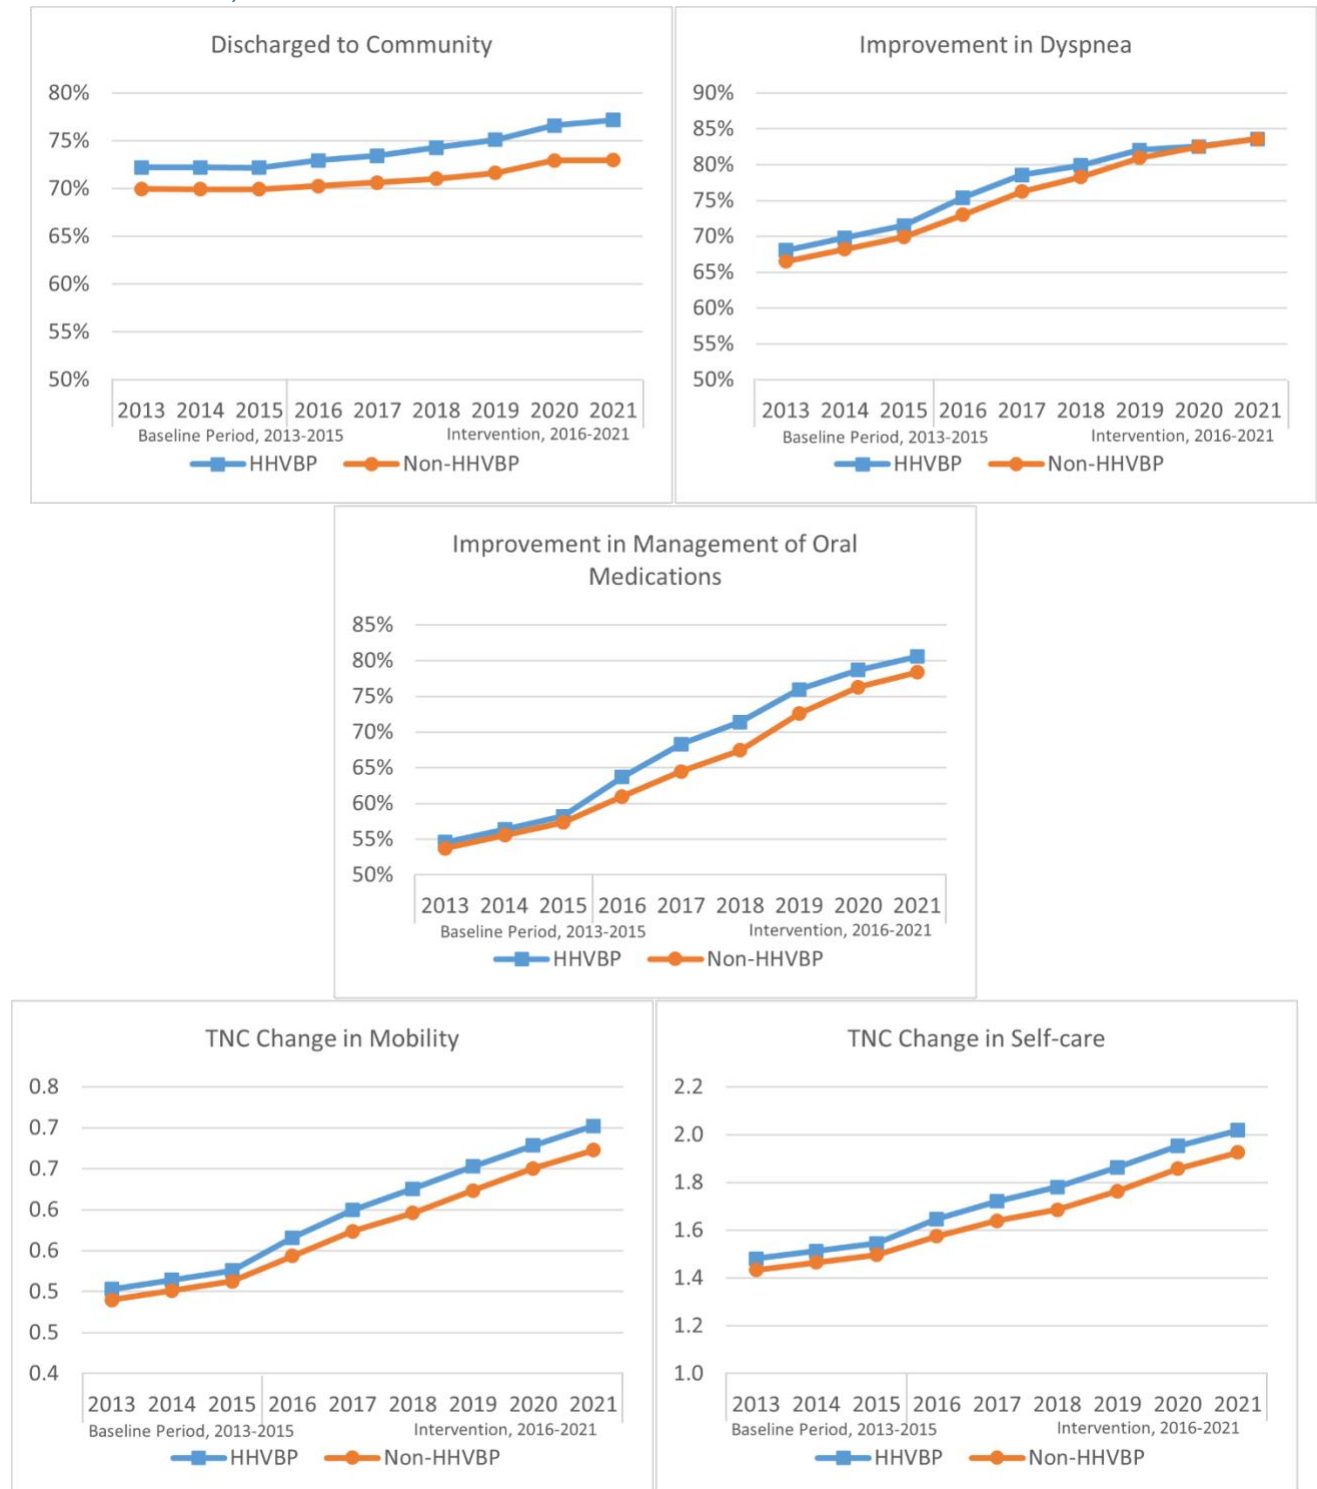 Discharged to Community
80%
75%
70%
65%
60%
55%
50%
2013 2014 2015 2016 2017 2018 2019 2020 2021
Baseline Period, 2013-2015 Intervention, 2016-2021
HHVBP Non-HHVBP
Improvement in Dyspnea
90%
85%
80%
75%
70%
65%
60%
55%
50%
2013 2014 2015 2016 2017 2018 2019 2020 2021
Baseline Period, 2013-2015 Intervention, 2016-2021
HHVBP Non-HHVBP
Improvement in Management of Oral
Medications
85%
80%
75%
70%
65%
60%
55%
50%
2013 2014 2015 2016 2017 2018 2019 2020 2021
Baseline Period, 2013-2015 Intervention, 2016-2021
HHVBP Non-HHVBP
TNC Change in Mobility
0.8
0.7
0.7
0.6
0.6
0.5
0.5
0.4
2013 2014 2015 2016 2017 2018 2019 2020 2021
Baseline Period, 2013-2015 Intervention, 2016-2021
HHVBP Non-HHVBP
TNC Change in Self-care
2.2
2.0
1.8
1.6
1.4
1.2
1.0
2013 2014 2015 2016 2017 2018 2019 2020 2021
Baseline Period, 2013-2015 Intervention, 2016-2021
HHVBP Non-HHVBP